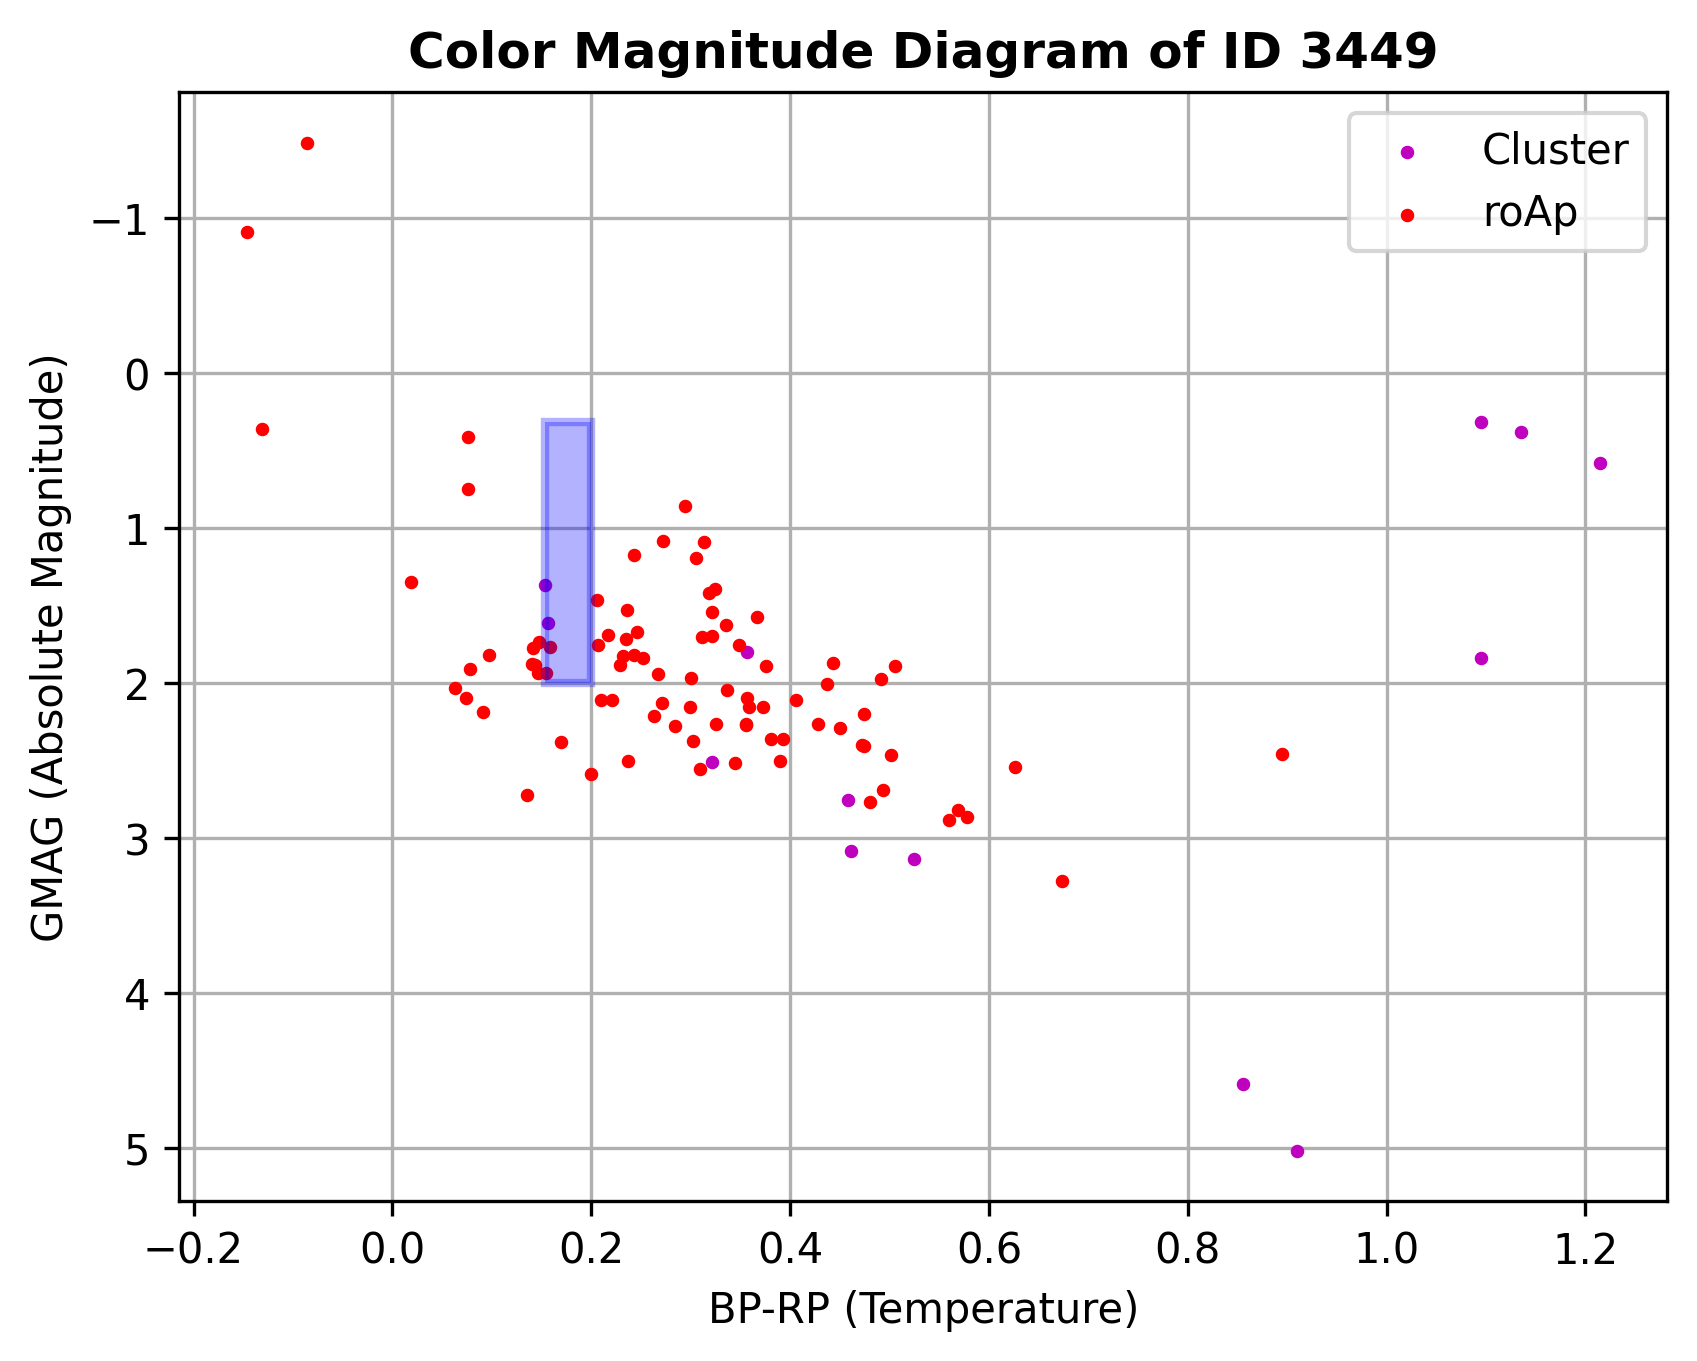 Color Magnitude Diagram of ID 3449
Cluster
roAp
GMAG (Absolute Magnitude)
−1
0
1
2
3
4
5
−0.2 0.0 0.2 0.4 0.6 0.8 1.0 1.2
BP-RP (Temperature)